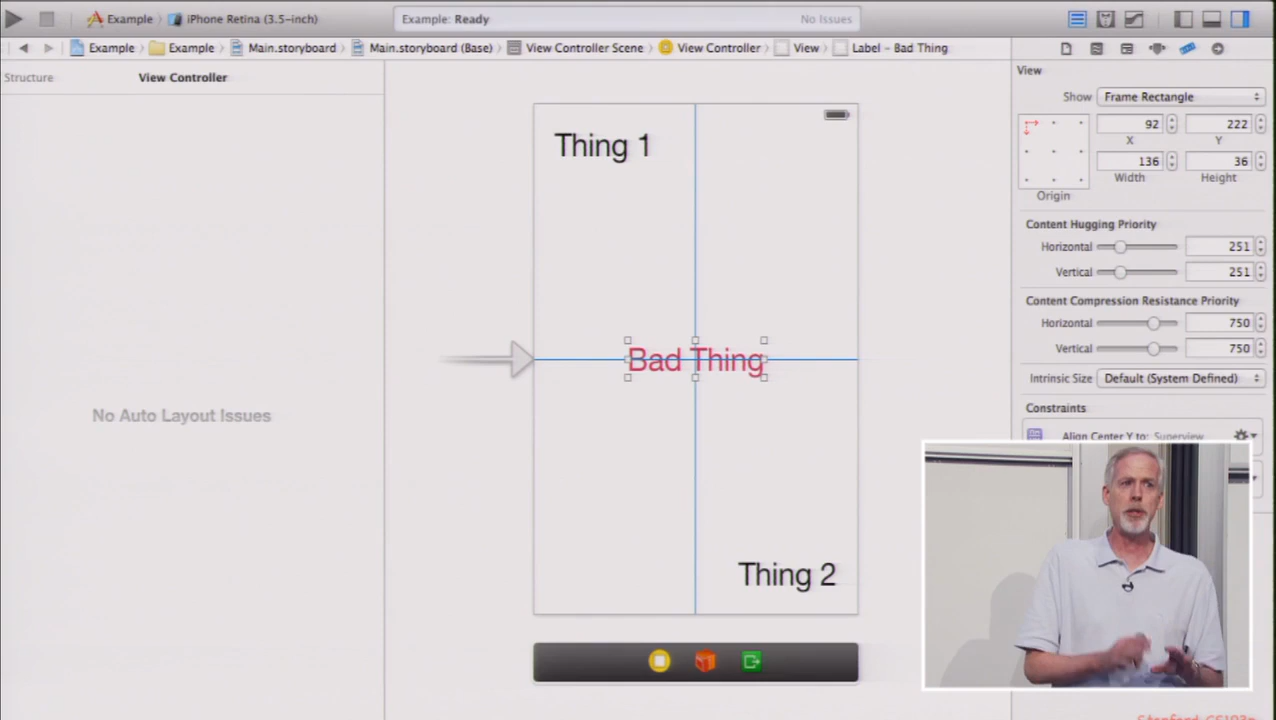 Example › iPhone Retina (3.5-inch)
Example: Ready
No Issues
Example › Example › Main.storyboard › Main.storyboard (Base) › View Controller Scene › View Controller › View › Label – Bad Thing
Structure
View Controller
No Auto Layout Issues
Thing 1
Bad Thing
Thing 2
View
Show Frame Rectangle
92 222
X Y
136 36
Width Height
Origin
Content Hugging Priority
Horizontal 251
Vertical 251
Content Compression Resistance Priority
Horizontal 750
Vertical 750
Intrinsic Size Default (System Defined)
Constraints
Align Center Y to: Superview